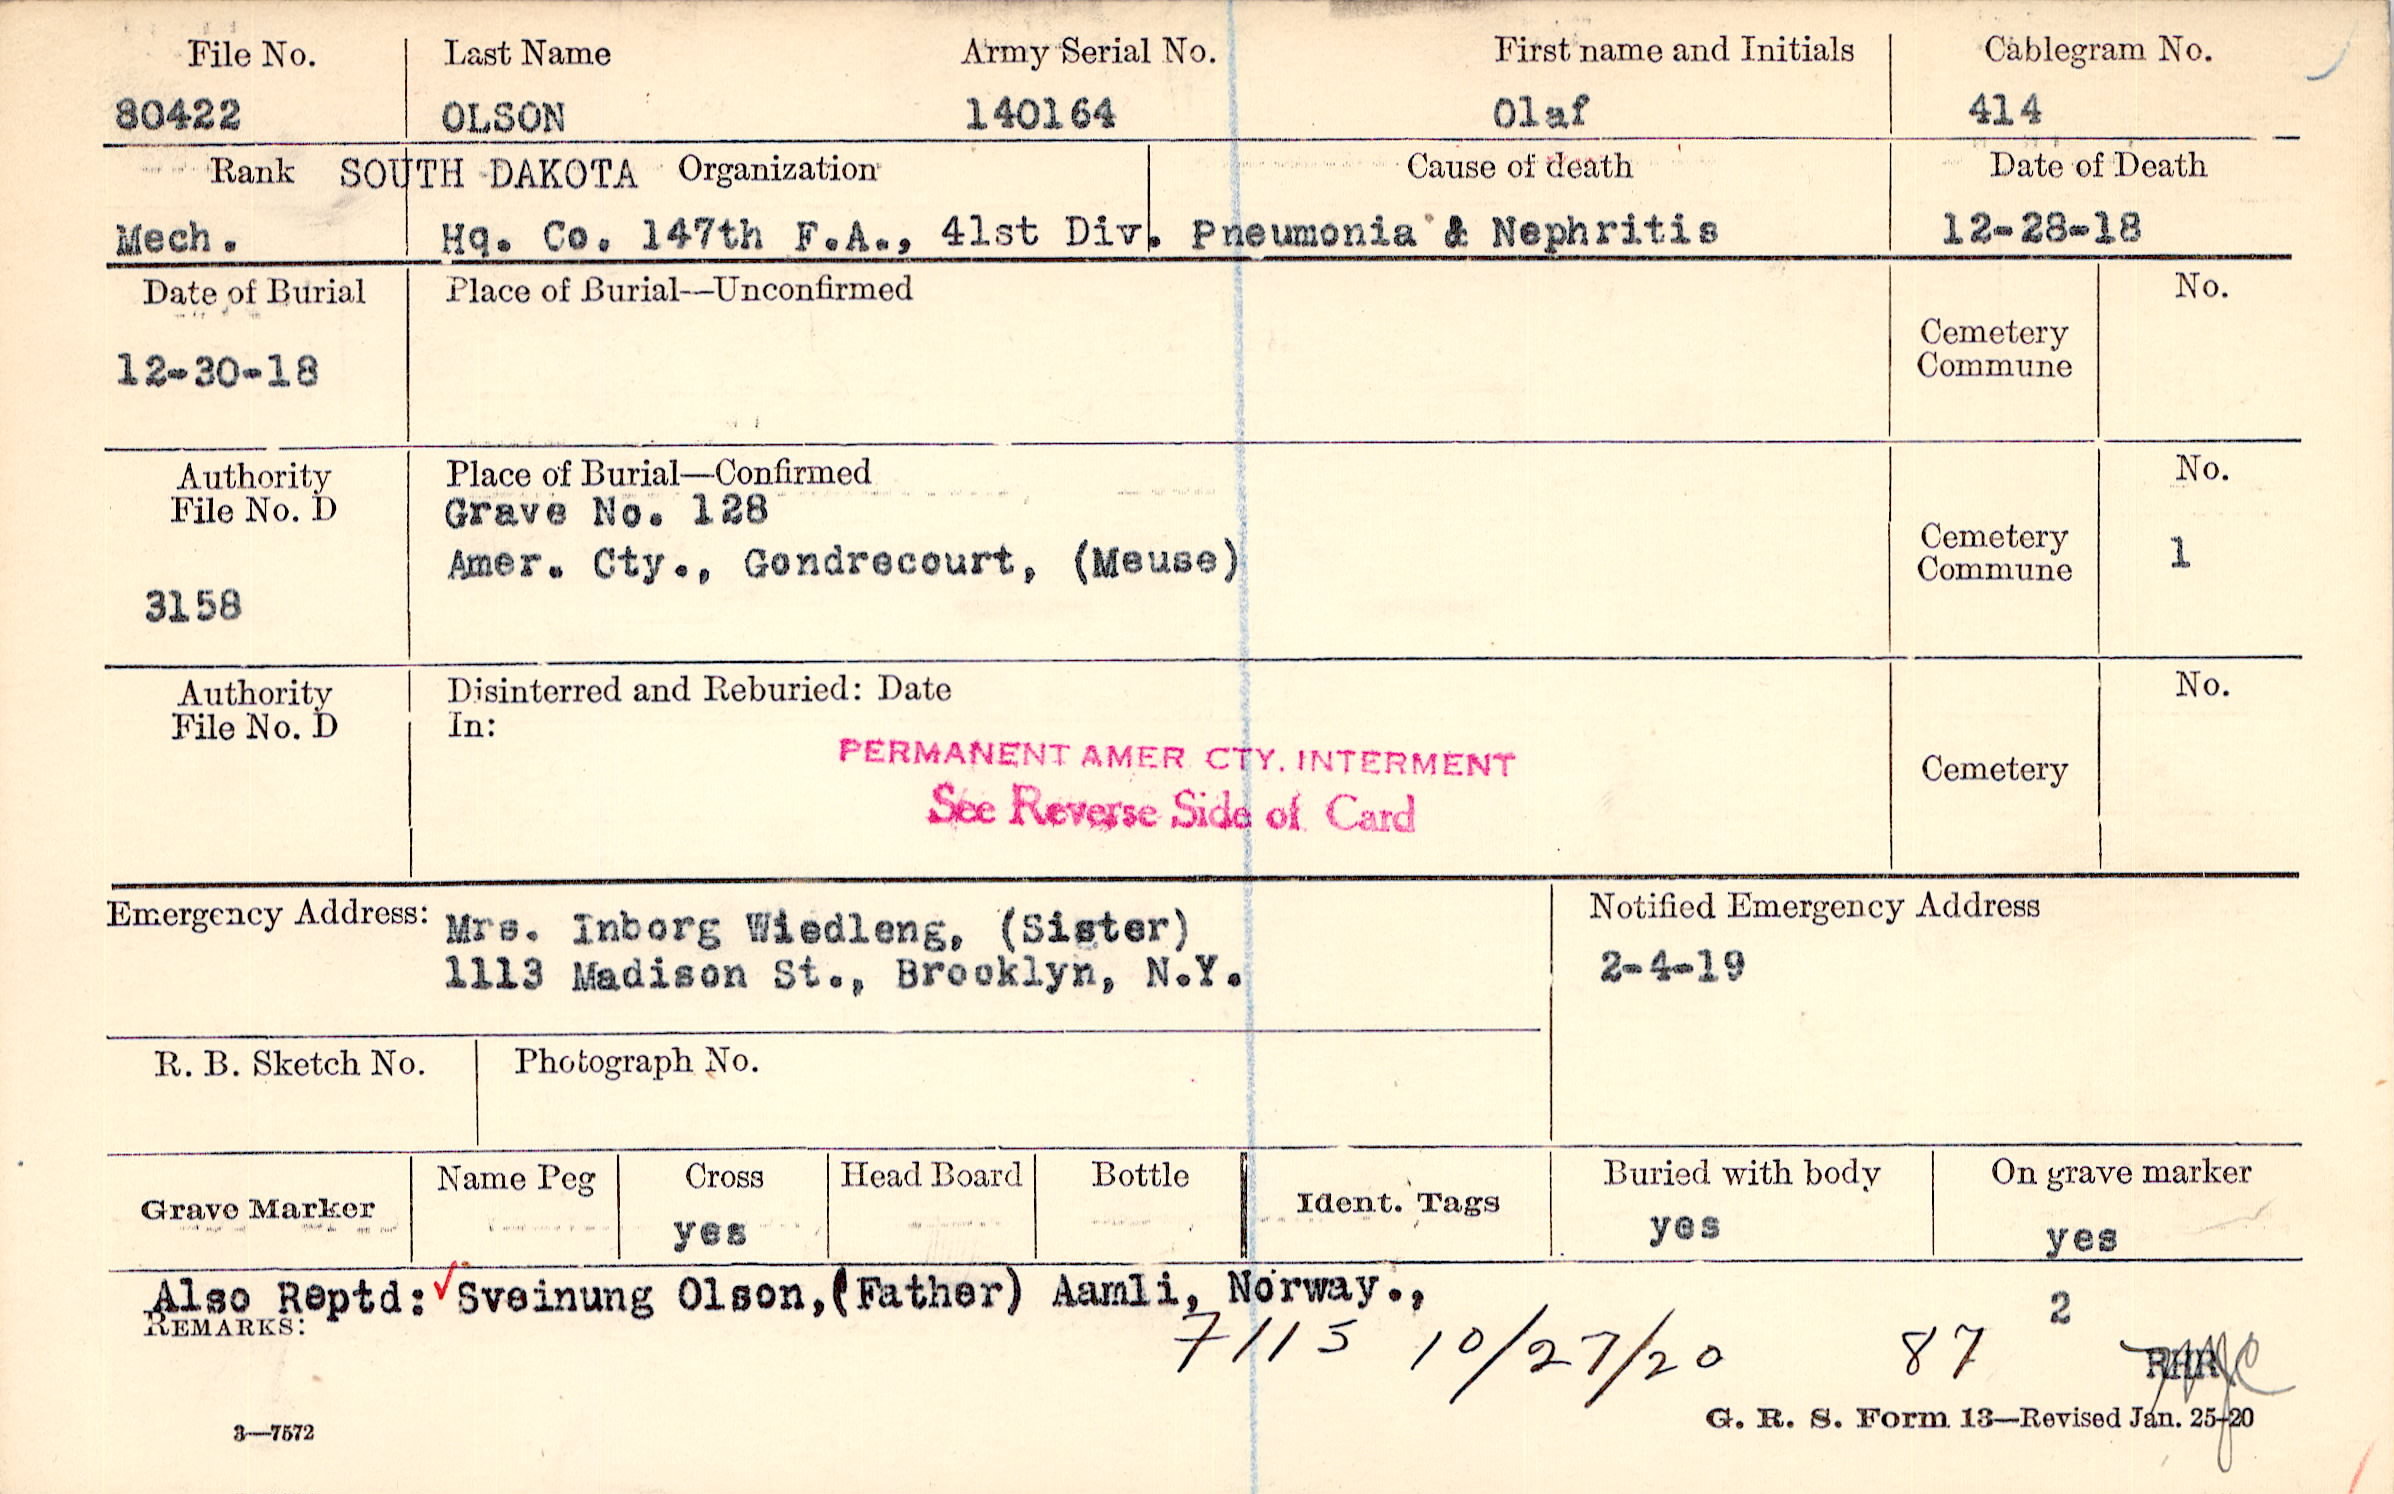 File No. Last Name Army Serial No. First name and Initials Cablegram No.
80422 OLSON 140164 Olaf 414
Rank SOUTH DAKOTA Organization Cause of death Date of Death
Mech. Hq. Co. 147th F.A., 41st Div. Pneumonia & Nephritis 12-28-18
Date of Burial Place of Burial—Unconfirmed No.
Cemetery
Commune
12-30-18
Authority Place of Burial—Confirmed No.
File No. D Grave No. 128
Amer. Cty., Gondrecourt, (Meuse) Cemetery
Commune 1
3158
Authority Disinterred and Reburied: Date No.
File No. D In:
PERMANENT AMER CTY. INTERMENT
Cemetery
See Reverse Side of Card
Emergency Address: Mrs. Inborg Wiedleng, (Sister) Notified Emergency Address
1113 Madison St., Brooklyn, N.Y. 2-4-19
R. B. Sketch No. Photograph No.
Grave Marker Name Peg Cross Head Board Bottle Ident. Tags Buried with body On grave marker
yes yes yes
Also Reptd: ✓Sveinung Olson,(Father) Aamli, Norway., 2
REMARKS:
7115 10/27/20 87 RHR
3—7572 G. R. S. Form 13—Revised Jan. 25-20